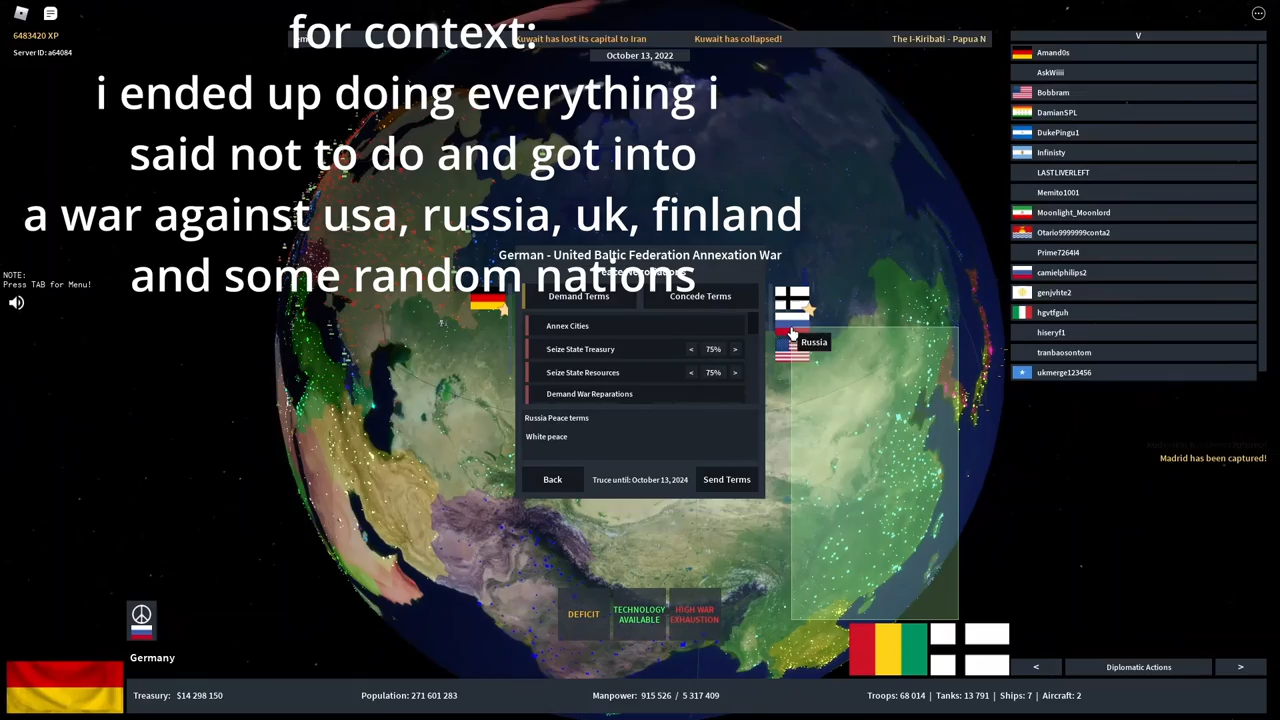 for context:
i ended up doing everything i
said not to do and got into
a war against usa, russia, uk, finland
and some random nations
6483420 XP
Server ID: a64084
Kuwait has lost its capital to Iran
Kuwait has collapsed!
The I-Kiribati - Papua N
October 13, 2022
V
Amand0s
AskWiiii
Bobbram
DamianSPL
DukePingu1
Infinisty
LASTLIVERLEFT
Memito1001
Moonlight_Moonlord
Otario9999999conta2
Prime7264I4
camielphilips2
genjvhte2
hgvtfguh
hiseryf1
tranbaosontom
ukmerge123456
NOTE:
Press TAB for Menu!
German - United Baltic Federation Annexation War
Peace Negotiations
Demand Terms
Concede Terms
Annex Cities
Seize State Treasury < 75% >
Seize State Resources < 75% >
Demand War Reparations
Russia Peace terms
White peace
Back
Truce until: October 13, 2024
Send Terms
Russia
Madrid has been captured!
DEFICIT
TECHNOLOGY
AVAILABLE
HIGH WAR
EXHAUSTION
Germany
< Diplomatic Actions >
Treasury: $14 298 150
Population: 271 601 283
Manpower: 915 526 / 5 317 409
Troops: 68 014 | Tanks: 13 791 | Ships: 7 | Aircraft: 2